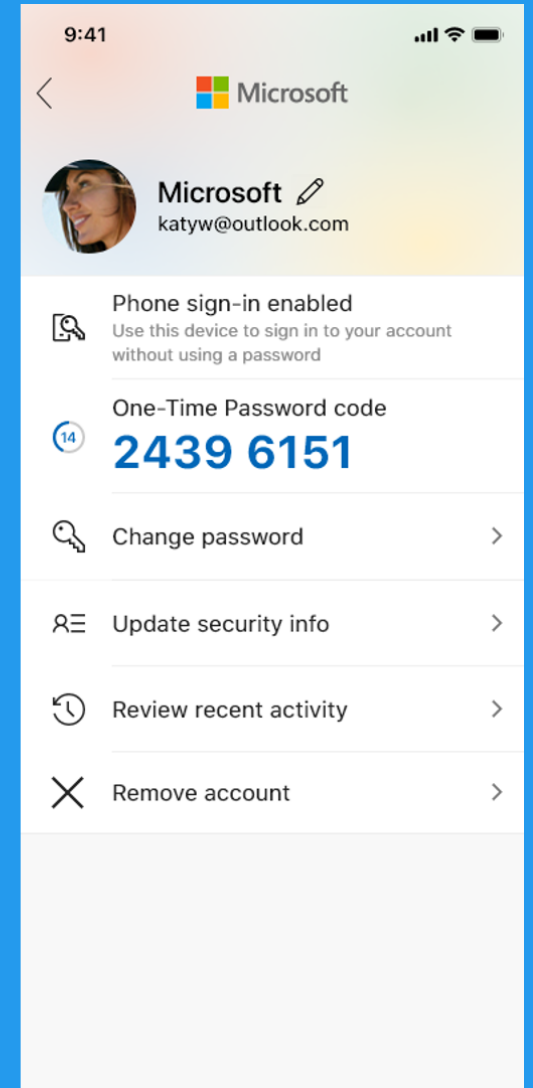 9:41
Microsoft
Microsoft
katyw@outlook.com
Phone sign-in enabled
Use this device to sign in to your account
without using a password
One-Time Password code
14
2439 6151
Change password
Update security info
Review recent activity
Remove account